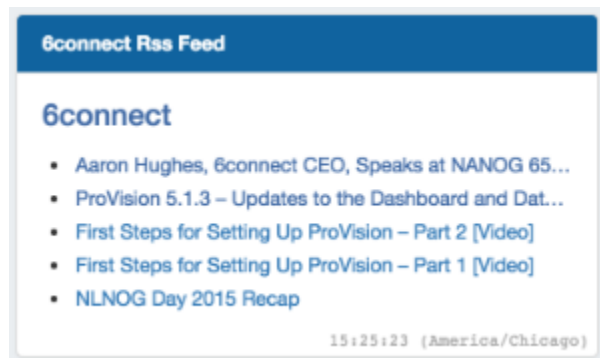 6connect Rss Feed
6connect
• Aaron Hughes, 6connect CEO, Speaks at NANOG 65...
• ProVision 5.1.3 – Updates to the Dashboard and Dat...
• First Steps for Setting Up ProVision – Part 2 [Video]
• First Steps for Setting Up ProVision – Part 1 [Video]
• NLNOG Day 2015 Recap
15:25:23 (America/Chicago)